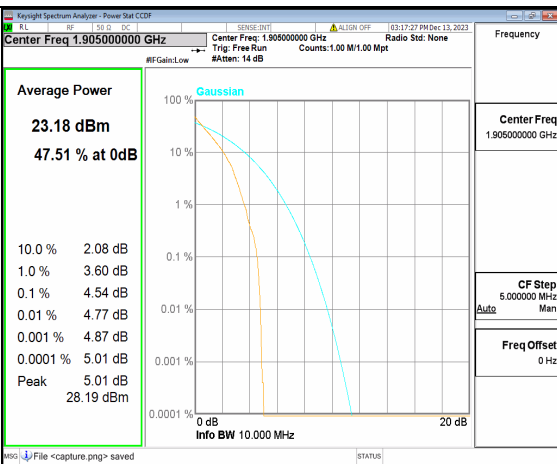 Keysight Spectrum Analyzer - Power Stat CCDF
RL RF 50 Ω DC SENSE:INT ALIGN OFF 03:17:27 PM Dec 13, 2023
Center Freq 1.905000000 GHz
Center Freq: 1.905000000 GHz Radio Std: None
Trig: Free Run Counts:1.00 M/1.00 Mpt
#IFGain:Low #Atten: 14 dB
Frequency
Average Power
23.18 dBm
47.51 % at 0dB
10.0 % 2.08 dB
1.0 % 3.60 dB
0.1 % 4.54 dB
0.01 % 4.77 dB
0.001 % 4.87 dB
0.0001 % 5.01 dB
Peak 5.01 dB
28.19 dBm
Gaussian
100 %
10 %
1 %
0.1 %
0.01 %
0.001 %
0.0001 %
0 dB 20 dB
Info BW 10.000 MHz
Center Freq
1.905000000 GHz
CF Step
5.000000 MHz
Auto Man
Freq Offset
0 Hz
MSG File <capture.png> saved STATUS